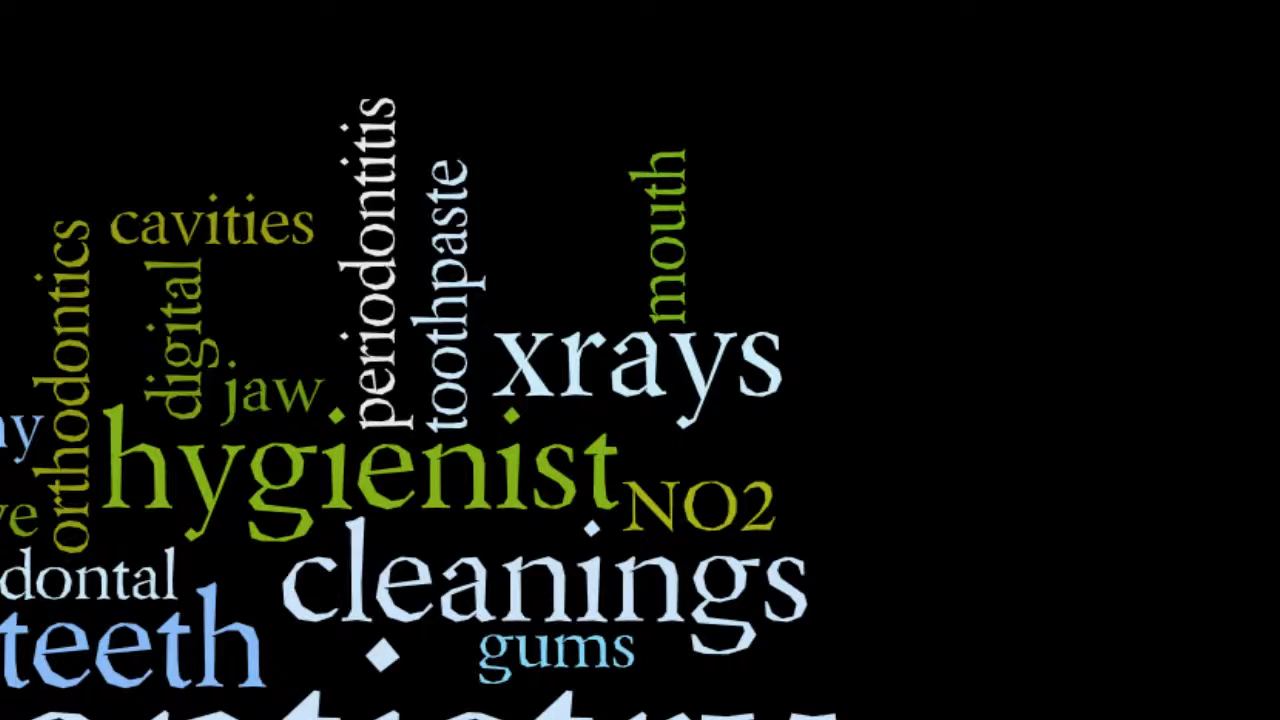 periodontitis
toothpaste
mouth
cavities
orthodontics
digital
xrays
jaw
hygienist
NO2
cleanings
dontal
teeth
gums